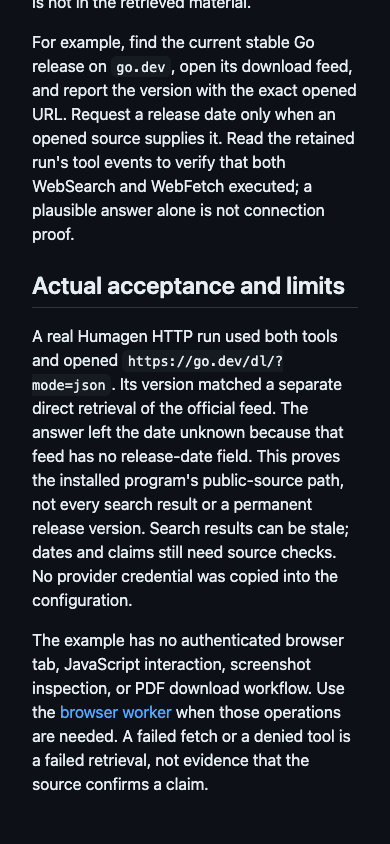 is not in the retrieved material.
For example, find the current stable Go
release on go.dev, open its download feed,
and report the version with the exact opened
URL. Request a release date only when an
opened source supplies it. Read the retained
run's tool events to verify that both
WebSearch and WebFetch executed; a
plausible answer alone is not connection
proof.
Actual acceptance and limits
A real Humagen HTTP run used both tools
and opened https://go.dev/dl/?
mode=json. Its version matched a separate
direct retrieval of the official feed. The
answer left the date unknown because that
feed has no release-date field. This proves
the installed program's public-source path,
not every search result or a permanent
release version. Search results can be stale;
dates and claims still need source checks.
No provider credential was copied into the
configuration.
The example has no authenticated browser
tab, JavaScript interaction, screenshot
inspection, or PDF download workflow. Use
the browser worker when those operations
are needed. A failed fetch or a denied tool is
a failed retrieval, not evidence that the
source confirms a claim.